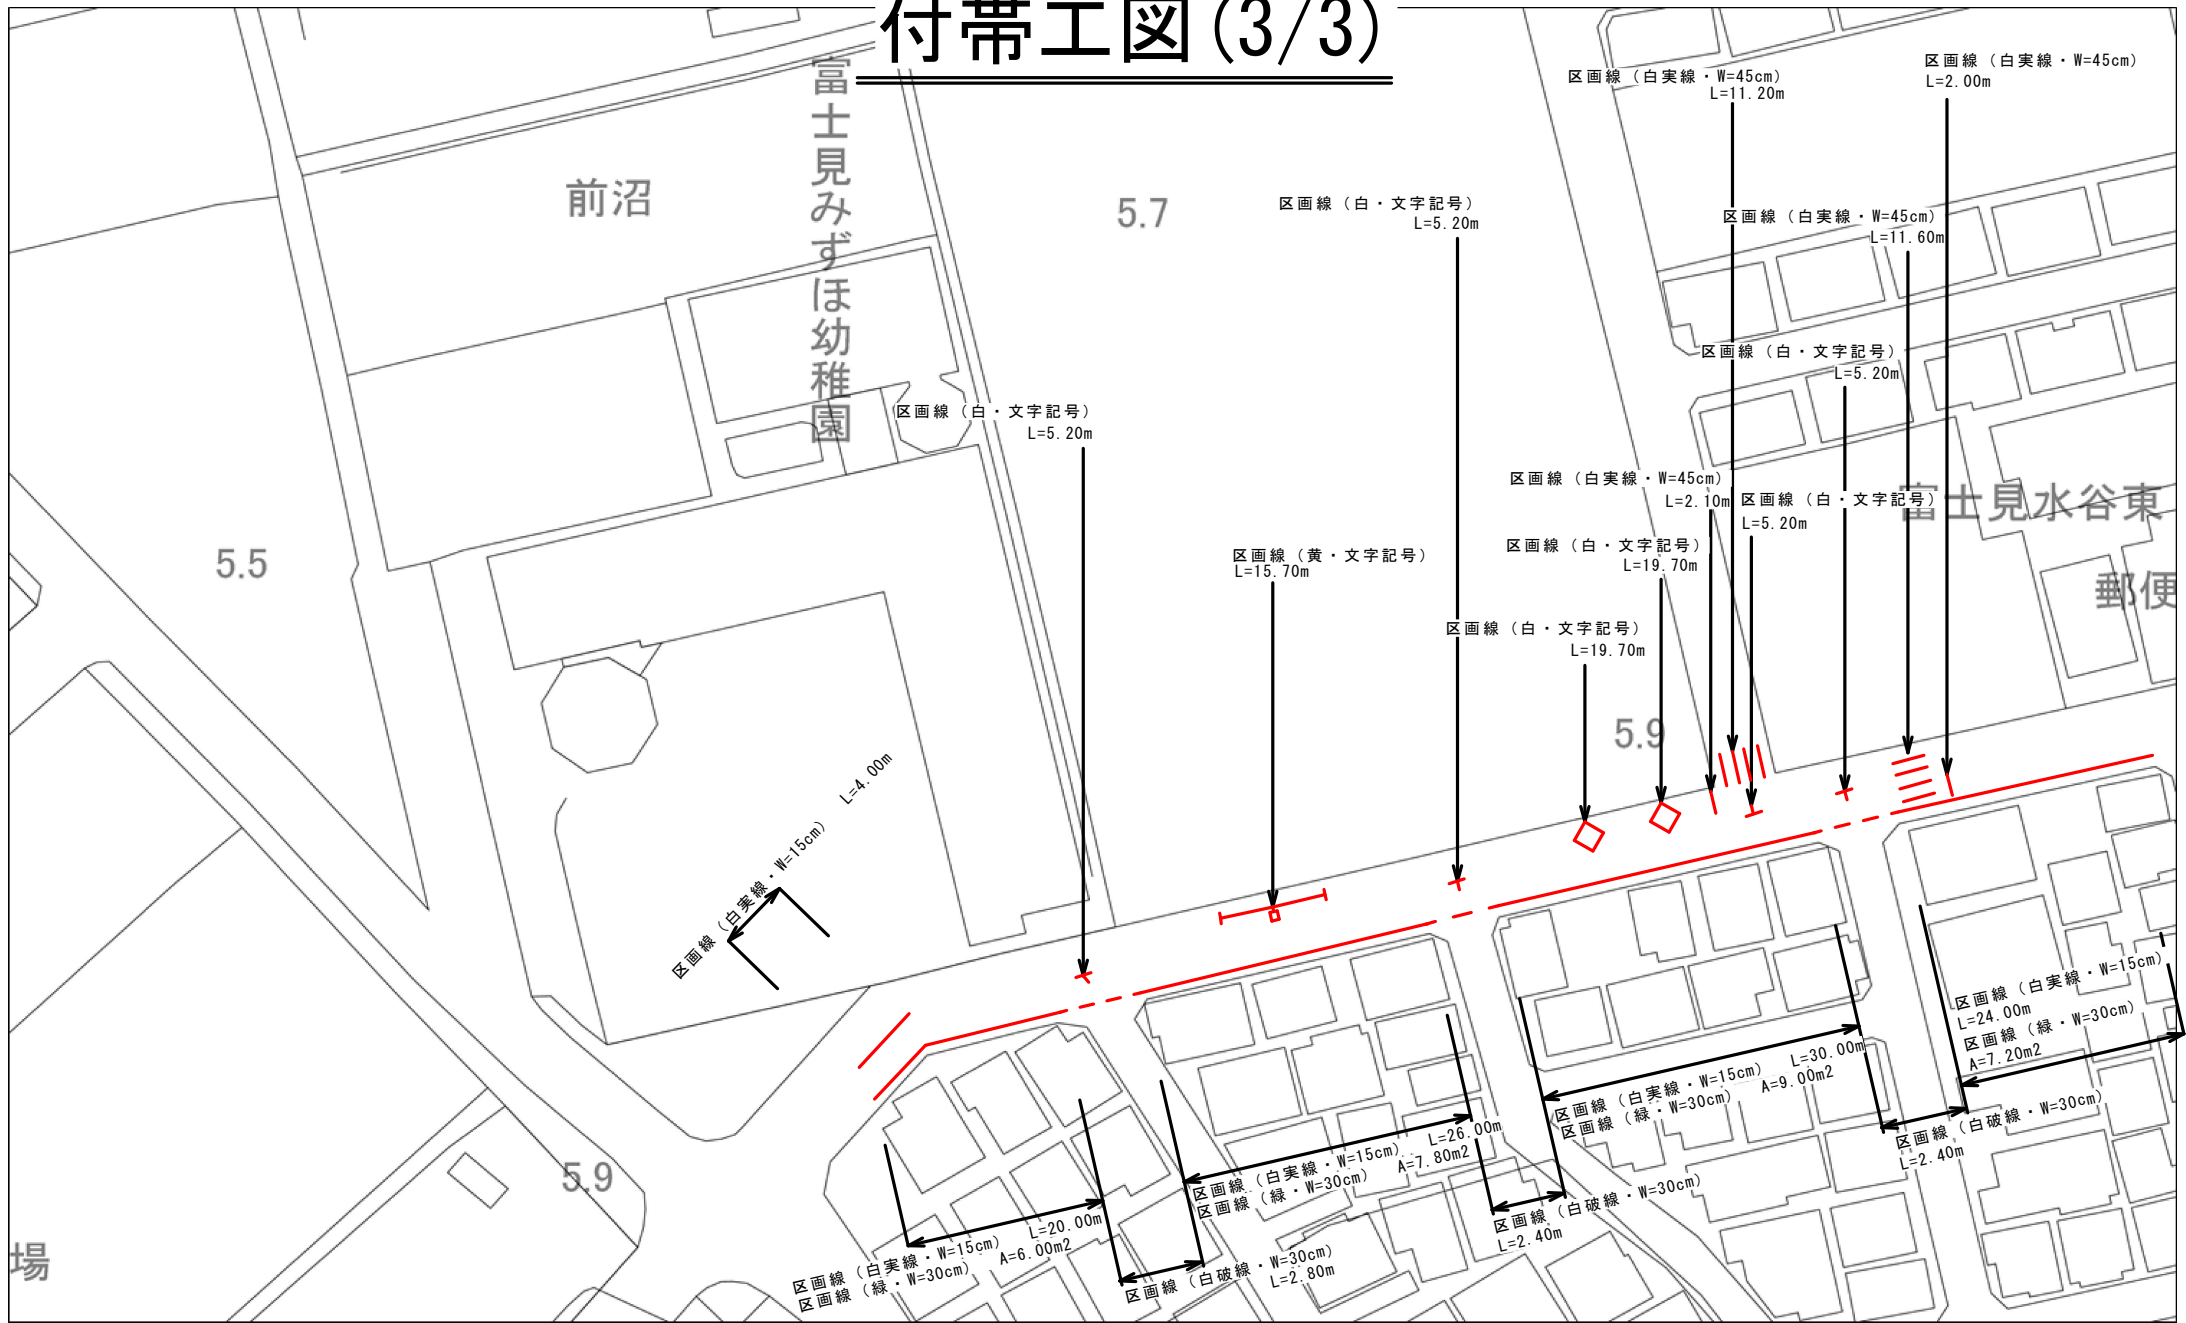 付帯工図(3/3)
区画線（白実線・W=45cm）
L=11.20m
区画線（白実線・W=45cm）
L=2.00m
富士見みずほ幼稚園
前沼
5.7
区画線（白・文字記号）
L=5.20m
区画線（白実線・W=45cm）
L=11.60m
区画線（白・文字記号）
L=5.20m
区画線（白・文字記号）
L=5.20m
区画線（白実線・W=45cm）
L=2.10m
区画線（白・文字記号）
L=5.20m
富士見水谷東
郵便
5.5
区画線（黄・文字記号）
L=15.70m
区画線（白・文字記号）
L=19.70m
区画線（白・文字記号）
L=19.70m
5.9
区画線（白実線・W=15cm） L=4.00m
区画線（白実線・W=15cm）
L=24.00m
区画線（緑・W=30cm）
A=7.20m2
区画線（白実線・W=15cm） L=30.00m
区画線（緑・W=30cm） A=9.00m2
区画線（白破線・W=30cm）
L=2.40m
区画線（白実線・W=15cm） L=26.00m
区画線（緑・W=30cm） A=7.80m2
区画線（白破線・W=30cm）
L=2.40m
5.9
区画線（白実線・W=15cm） L=20.00m
区画線（緑・W=30cm） A=6.00m2
区画線（白破線・W=30cm）
L=2.80m
場